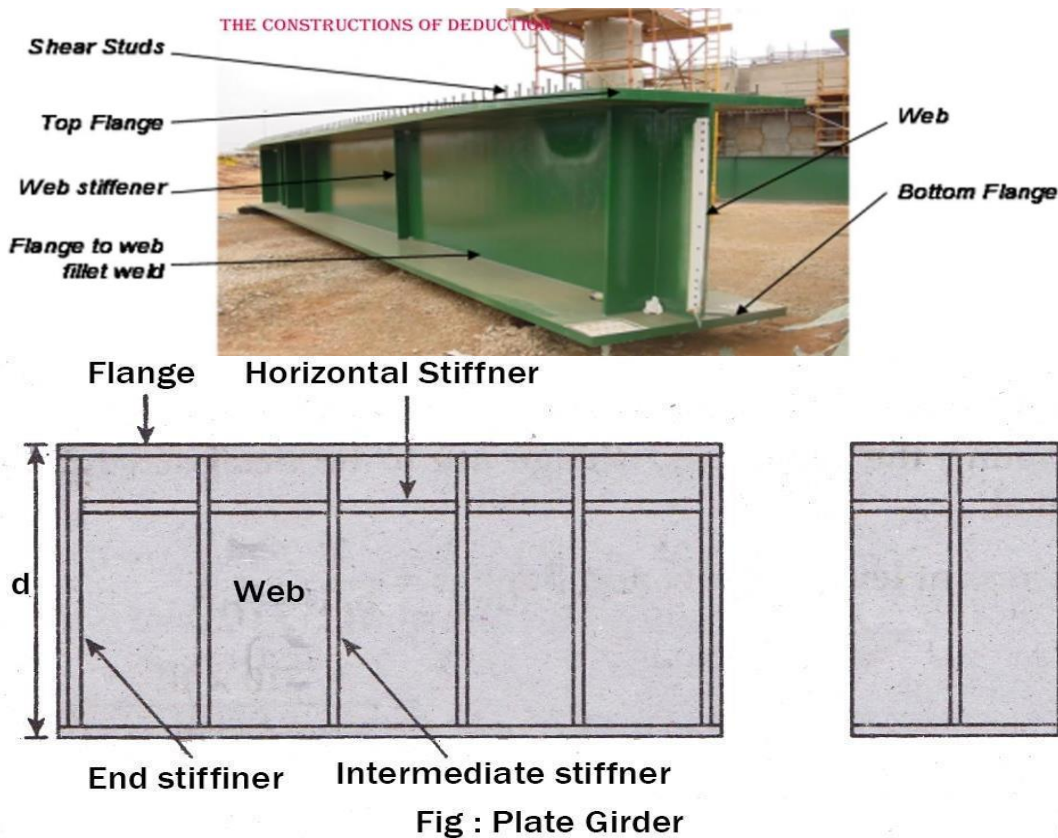 THE CONSTRUCTIONS OF DEDUCTION
Shear Studs
Top Flange
Web
Web stiffener
Bottom Flange
Flange to web
fillet weld
Flange Horizontal Stiffner
d
Web
End stiffiner Intermediate stiffner
Fig : Plate Girder